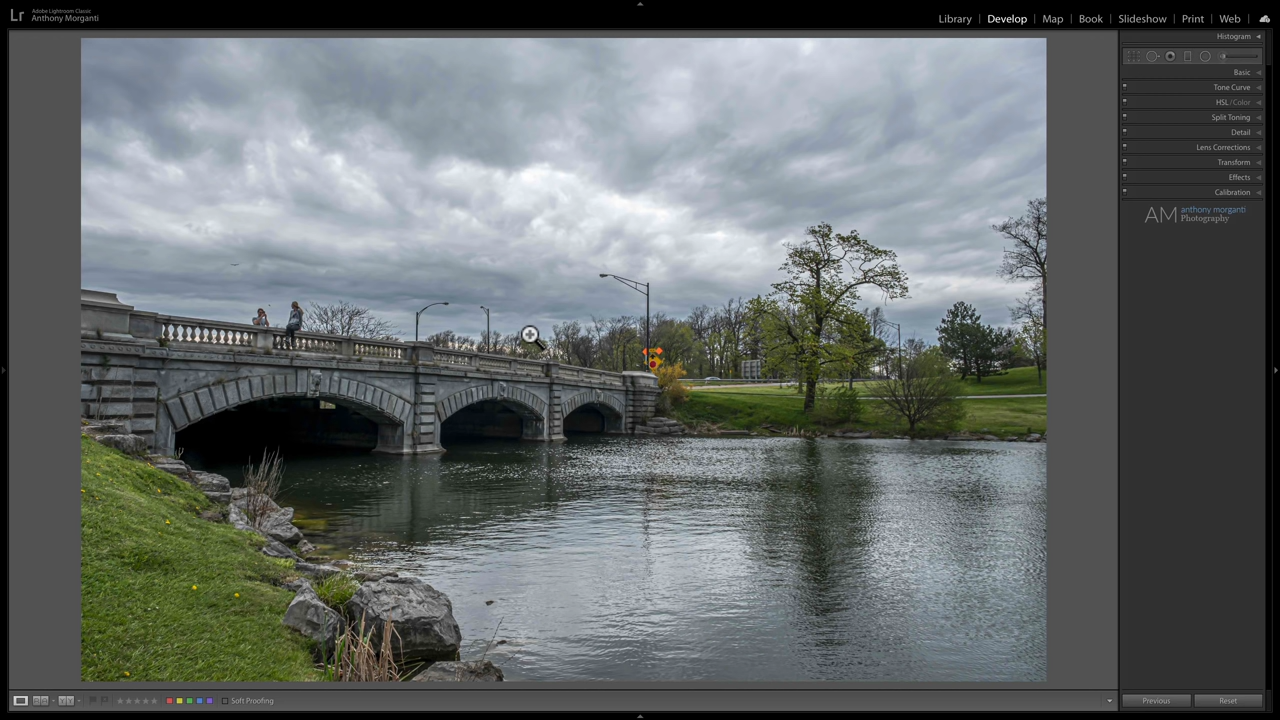 Adobe Lightroom Classic
Anthony Morganti
Library | Develop | Map | Book | Slideshow | Print | Web
Histogram
Basic
Tone Curve
HSL / Color
Split Toning
Detail
Lens Corrections
Transform
Effects
Calibration
AM anthony morganti
Photography
Soft Proofing
Previous
Reset
Lr